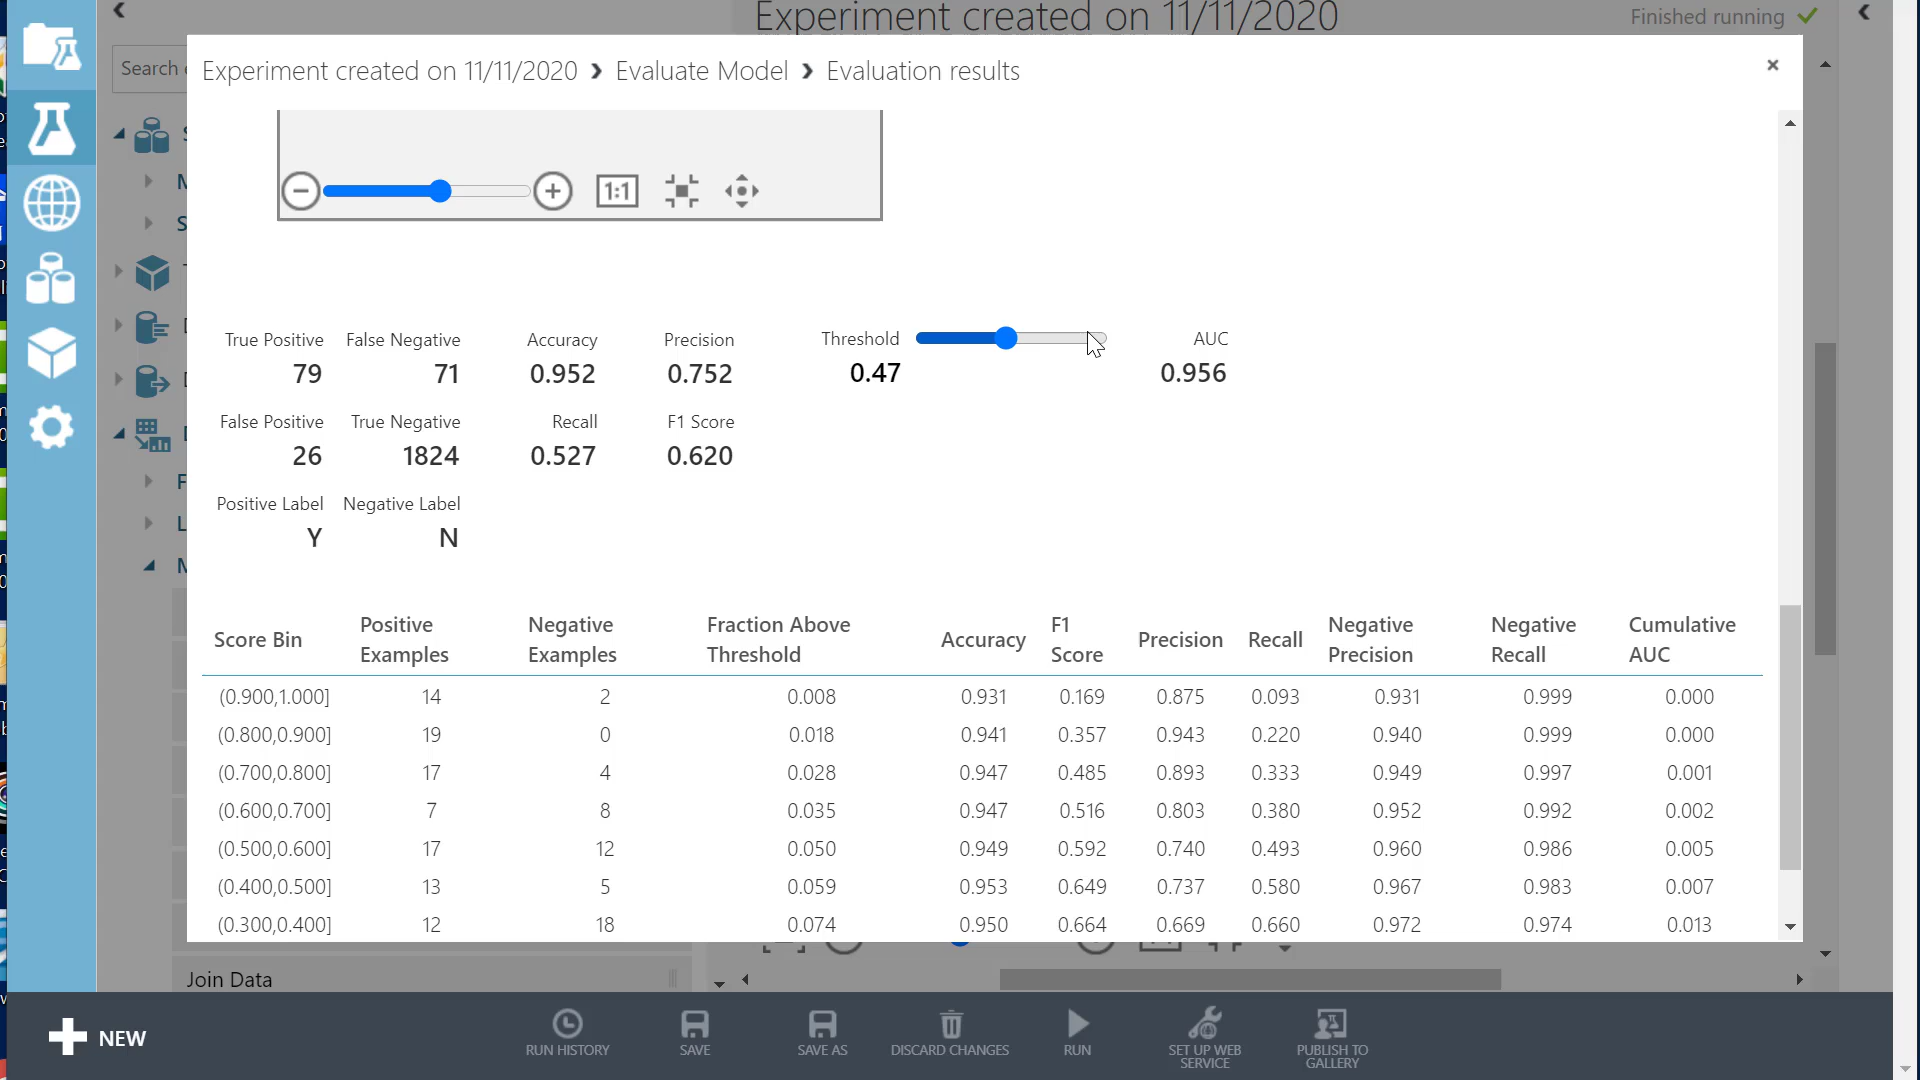 Experiment created on 11/11/2020
Finished running
Search
Experiment created on 11/11/2020 > Evaluate Model > Evaluation results
1:1
True Positive False Negative Accuracy Precision Threshold AUC
79 71 0.952 0.752 0.47 0.956
False Positive True Negative Recall F1 Score
26 1824 0.527 0.620
Positive Label Negative Label
Y N
Score Bin Positive Examples Negative Examples Fraction Above Threshold Accuracy F1 Score Precision Recall Negative Precision Negative Recall Cumulative AUC
(0.900,1.000] 14 2 0.008 0.931 0.169 0.875 0.093 0.931 0.999 0.000
(0.800,0.900] 19 0 0.018 0.941 0.357 0.943 0.220 0.940 0.999 0.000
(0.700,0.800] 17 4 0.028 0.947 0.485 0.893 0.333 0.949 0.997 0.001
(0.600,0.700] 7 8 0.035 0.947 0.516 0.803 0.380 0.952 0.992 0.002
(0.500,0.600] 17 12 0.050 0.949 0.592 0.740 0.493 0.960 0.986 0.005
(0.400,0.500] 13 5 0.059 0.953 0.649 0.737 0.580 0.967 0.983 0.007
(0.300,0.400] 12 18 0.074 0.950 0.664 0.669 0.660 0.972 0.974 0.013
Join Data
NEW
RUN HISTORY SAVE SAVE AS DISCARD CHANGES RUN SET UP WEB SERVICE PUBLISH TO GALLERY